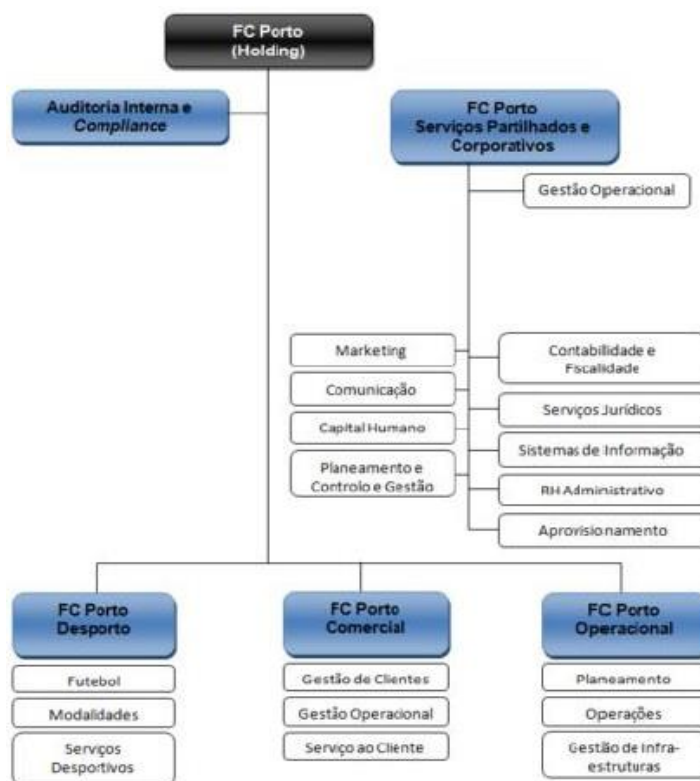 FC Porto
(Holding)
Auditoria Interna e
Compliance
FC Porto
Serviços Partilhados e
Corporativos
Gestão Operacional
Marketing
Comunicação
Capital Humano
Planeamento e
Controlo e Gestão
Contabilidade e
Fiscalidade
Serviços Jurídicos
Sistemas de Informação
RH Administrativo
Aprovisionamento
FC Porto
Desporto
Futebol
Modalidades
Serviços
Desportivos
FC Porto
Comercial
Gestão de Clientes
Gestão Operacional
Serviço ao Cliente
FC Porto
Operacional
Planeamento
Operações
Gestão de Infra-
estruturas